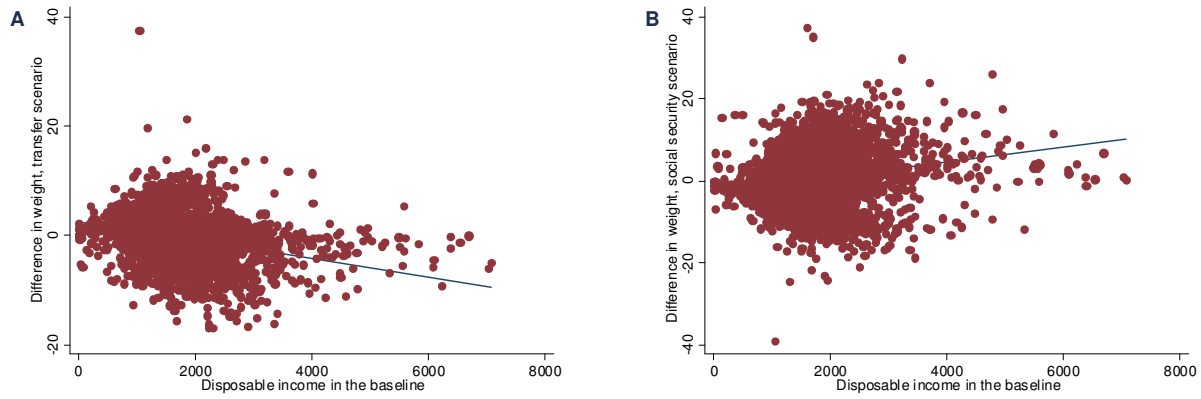 A
Difference in weight, transfer scenario
40
20
0
-20
0 2000 4000 6000 8000
Disposable income in the baseline
B
Difference in weight, social security scenario
40
20
0
-20
-40
0 2000 4000 6000 8000
Disposable income in the baseline